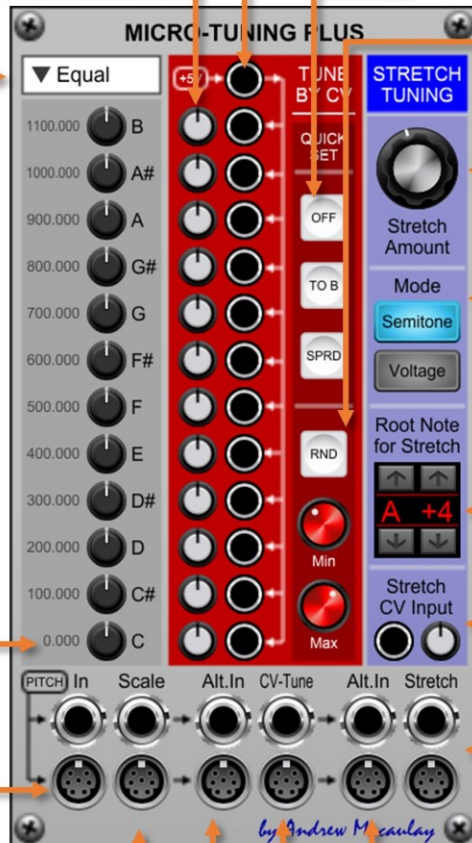 MICRO-TUNING PLUS
▼ Equal
+5V
TUNE
BY CV
STRETCH
TUNING
1100.000 B
QUICK
SET
1000.000 A#
900.000 A
OFF
Stretch
Amount
800.000 G#
TO B
Mode
700.000 G
Semitone
600.000 F#
SPRD
Voltage
500.000 F
Root Note
for Stretch
400.000 E
RND
300.000 D#
A +4
200.000 D
Min
100.000 C#
Stretch
CV Input
0.000 C
Max
PITCH In Scale Alt.In CV-Tune Alt.In Stretch
by Andrew Macaulay